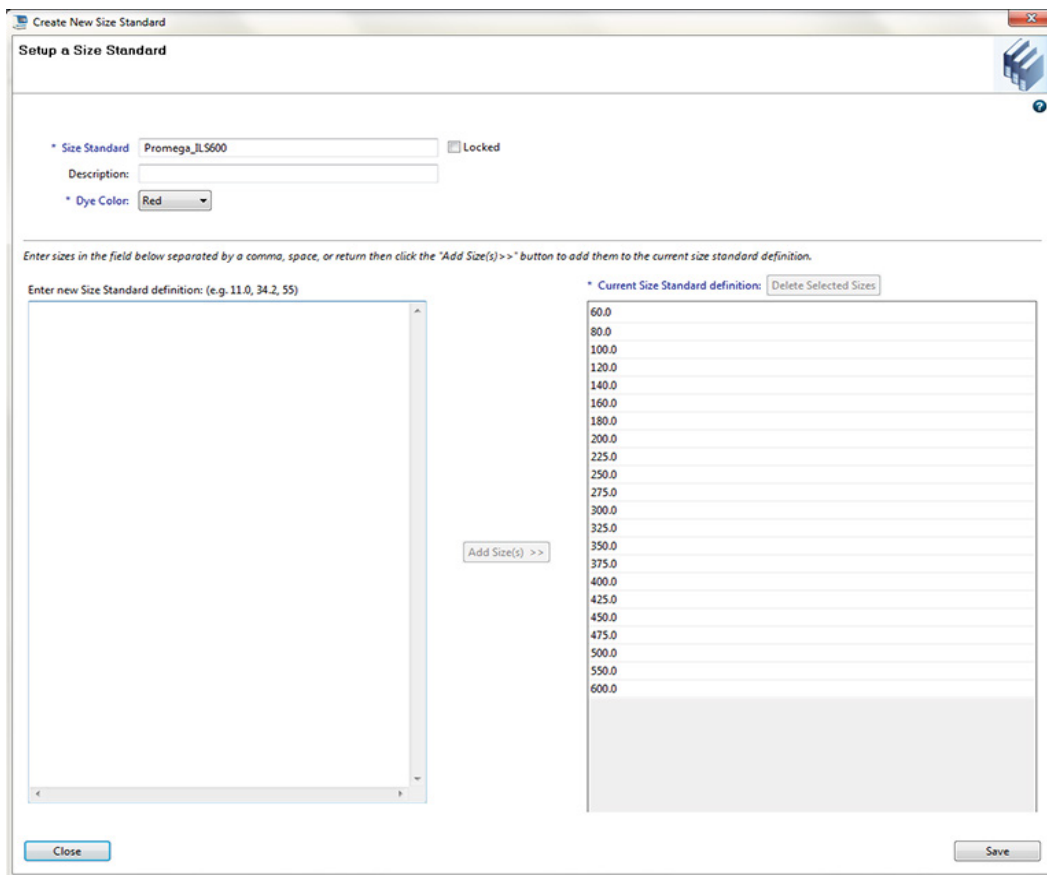 Create New Size Standard
Setup a Size Standard
* Size Standard Promega_ILS600 Locked
Description:
* Dye Color: Red
Enter sizes in the field below separated by a comma, space, or return then click the "Add Size(s)>>" button to add them to the current size standard definition.
Enter new Size Standard definition: (e.g. 11.0, 34.2, 55)
* Current Size Standard definition: Delete Selected Sizes
60.0
80.0
100.0
120.0
140.0
160.0
180.0
200.0
225.0
250.0
275.0
300.0
325.0
350.0
Add Size(s) >>
375.0
400.0
425.0
450.0
475.0
500.0
550.0
600.0
Close
Save